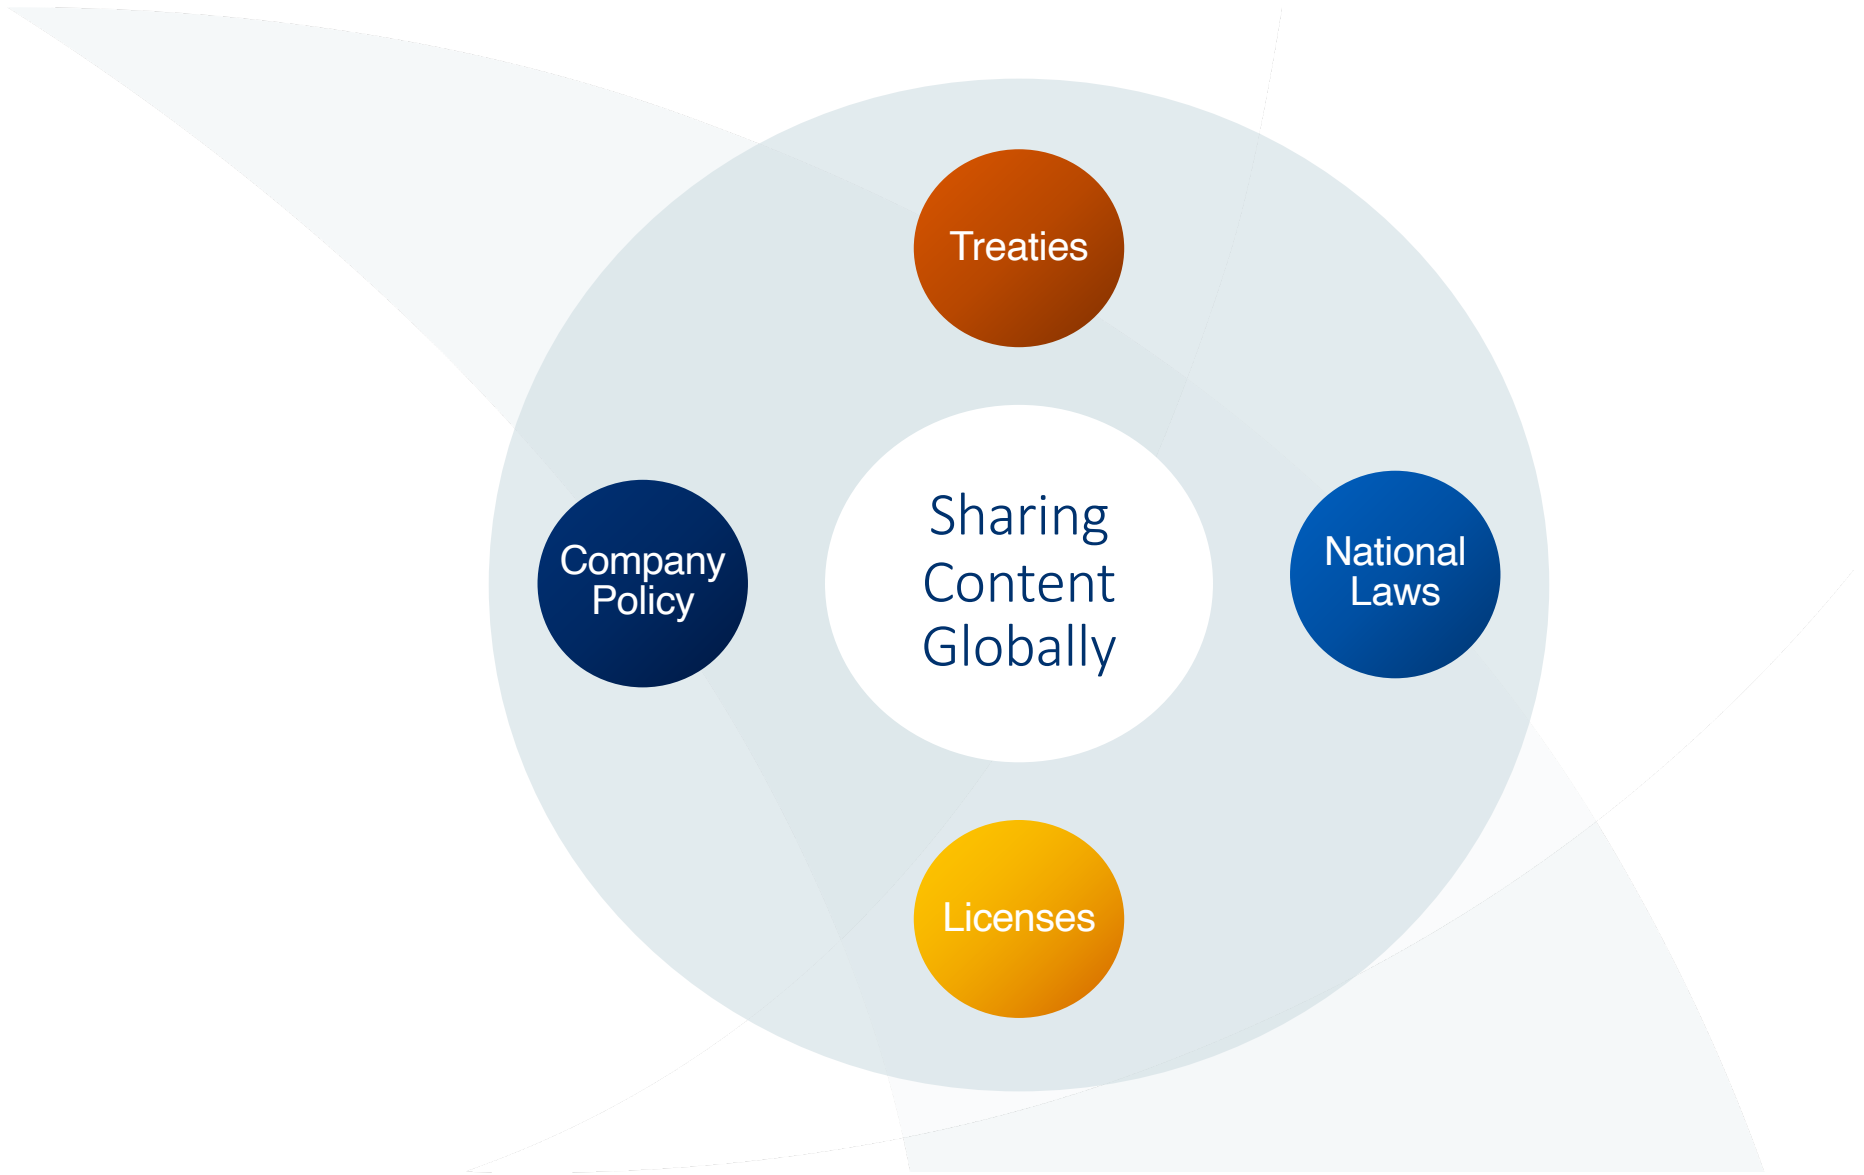 Treaties
Company
Policy
Sharing
Content
Globally
National
Laws
Licenses